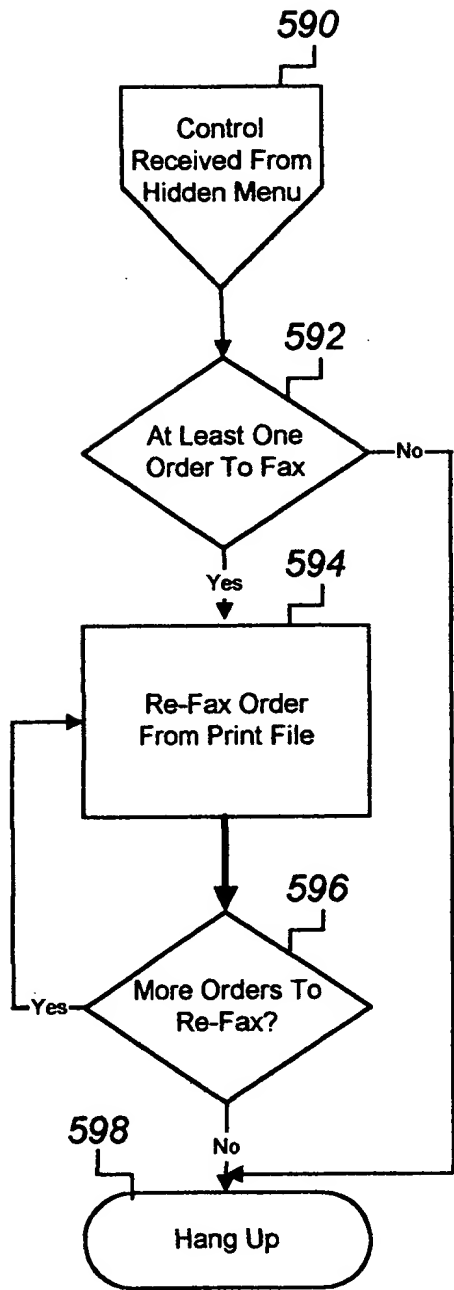 590
Control
Received From
Hidden Menu
592
At Least One
Order To Fax
No
Yes
594
Re-Fax Order
From Print File
596
More Orders To
Re-Fax?
Yes
No
598
Hang Up